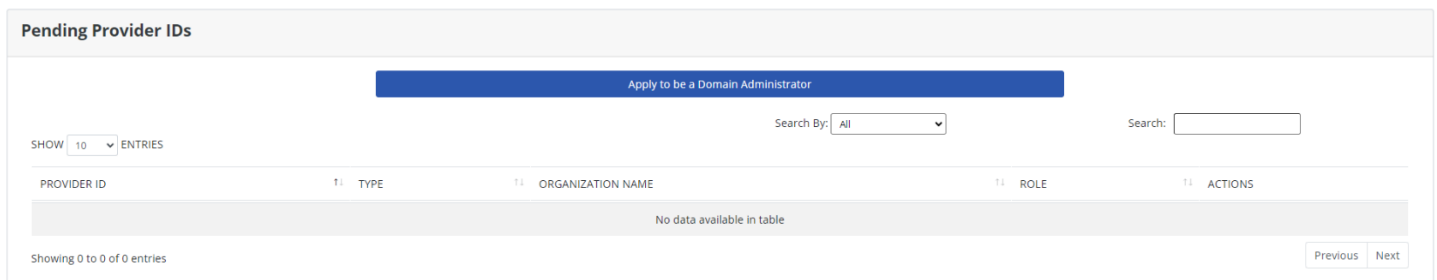 Pending Provider IDs
Apply to be a Domain Administrator
Search By: All Search:
SHOW 10 ENTRIES
PROVIDER ID TYPE ORGANIZATION NAME ROLE ACTIONS
No data available in table
Showing 0 to 0 of 0 entries Previous Next